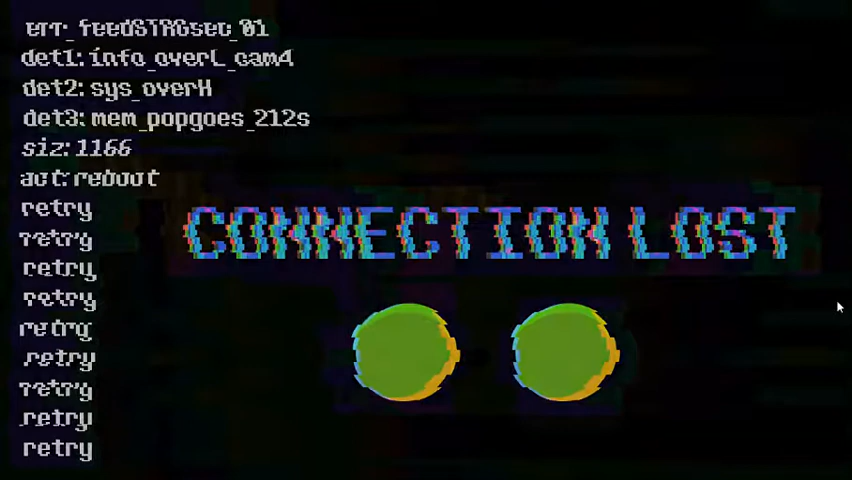 err_feedSTRGsec_01
det1: info_overL_cam4
det2: sys_overH
det3: mem_popgoes_212s
siz: 1166
act: reboot
retry
retry
retry
retry
retry
retry
retry
retry
retry
CONNECTION LOST